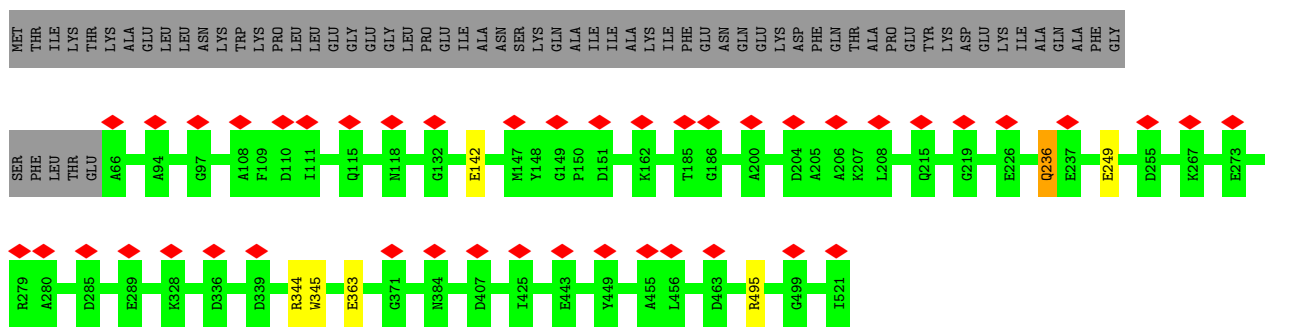 MET THR ILE LYS THR LYS ALA GLU LEU LEU ASN LYS TRP LYS PRO LEU LEU GLU GLY GLU GLY LEU PRO GLU ILE ALA ASN SER LYS GLN ALA ILE ILE ALA LYS ILE PHE GLU ASN GLN GLU LYS ASP PHE GLN THR ALA PRO GLU TYR LYS ASP GLU LYS ILE ALA GLN ALA PHE GLY
SER PHE LEU THR GLU A66 A94 G97 A108 F109 D110 I111 Q115 N118 G132 E142 M147 Y148 G149 P150 D151 K162 T185 G186 A200 D204 A205 A206 K207 L208 Q215 G219 E226 Q236 E237 E249 D255 K267 E273
R279 A280 D285 E289 K328 D336 D339 R344 W345 E363 G371 N384 D407 I425 E443 Y449 A455 L456 D463 R495 G499 I521